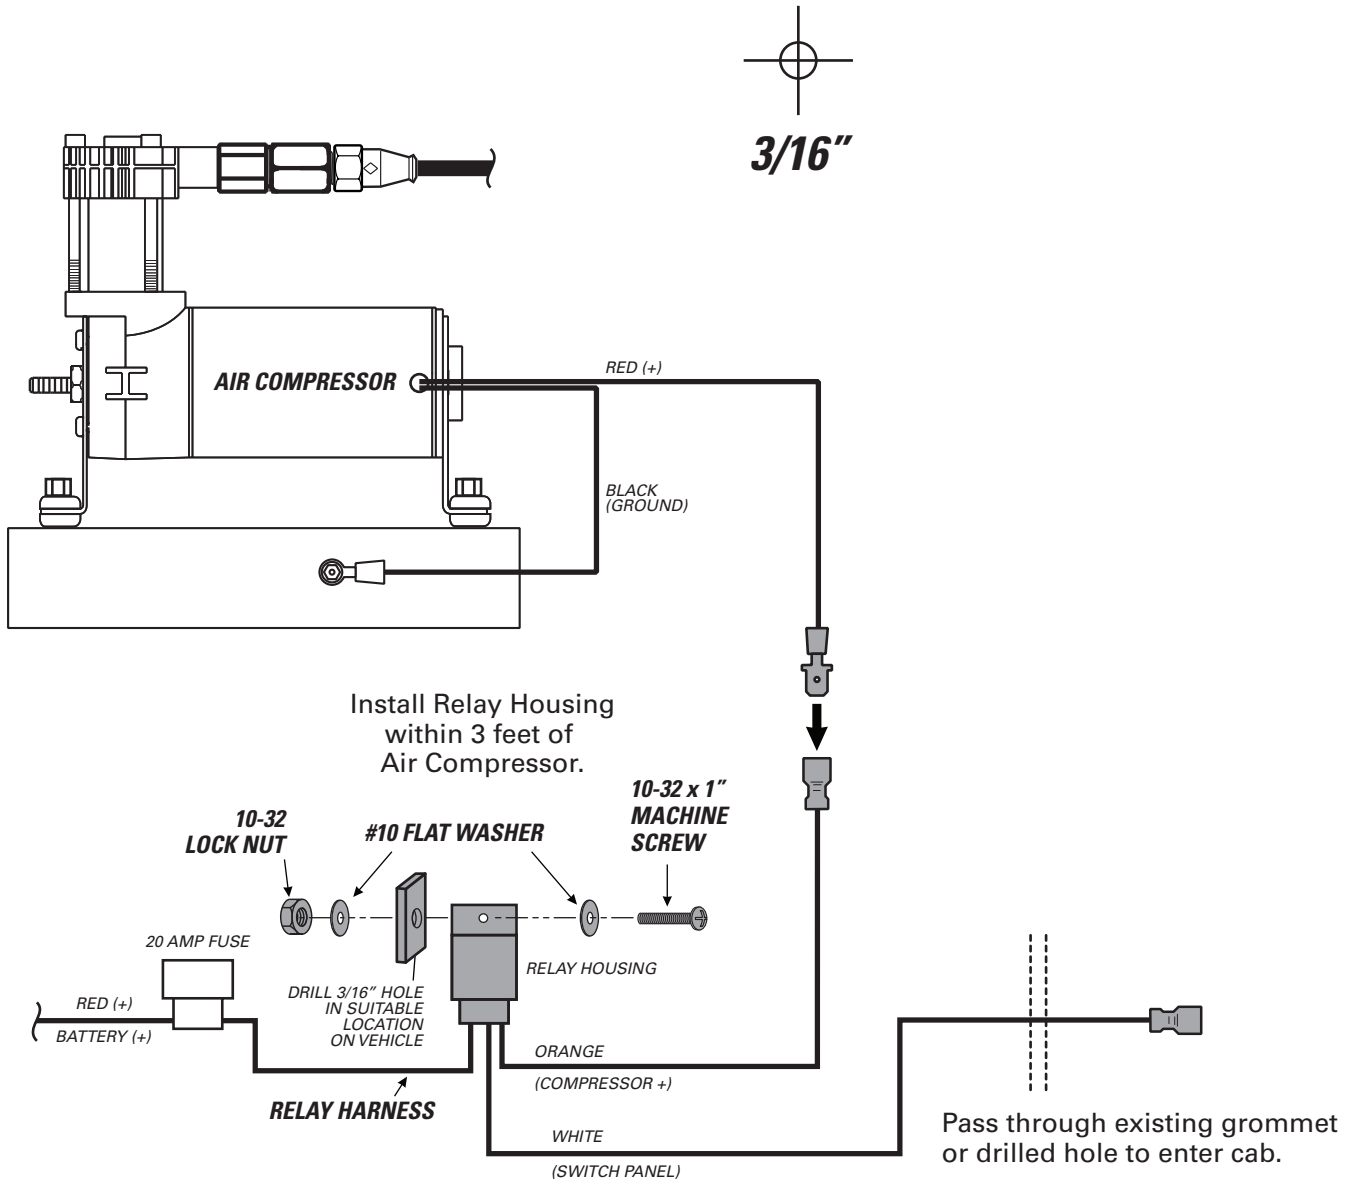 3/16”
AIR COMPRESSOR
RED (+)
BLACK
(GROUND)
Install Relay Housing
within 3 feet of
Air Compressor.
10-32
LOCK NUT
#10 FLAT WASHER
10-32 x 1”
MACHINE
SCREW
20 AMP FUSE
RED (+)
BATTERY (+)
DRILL 3/16” HOLE
IN SUITABLE
LOCATION
ON VEHICLE
RELAY HOUSING
RELAY HARNESS
ORANGE
(COMPRESSOR +)
WHITE
(SWITCH PANEL)
Pass through existing grommet
or drilled hole to enter cab.